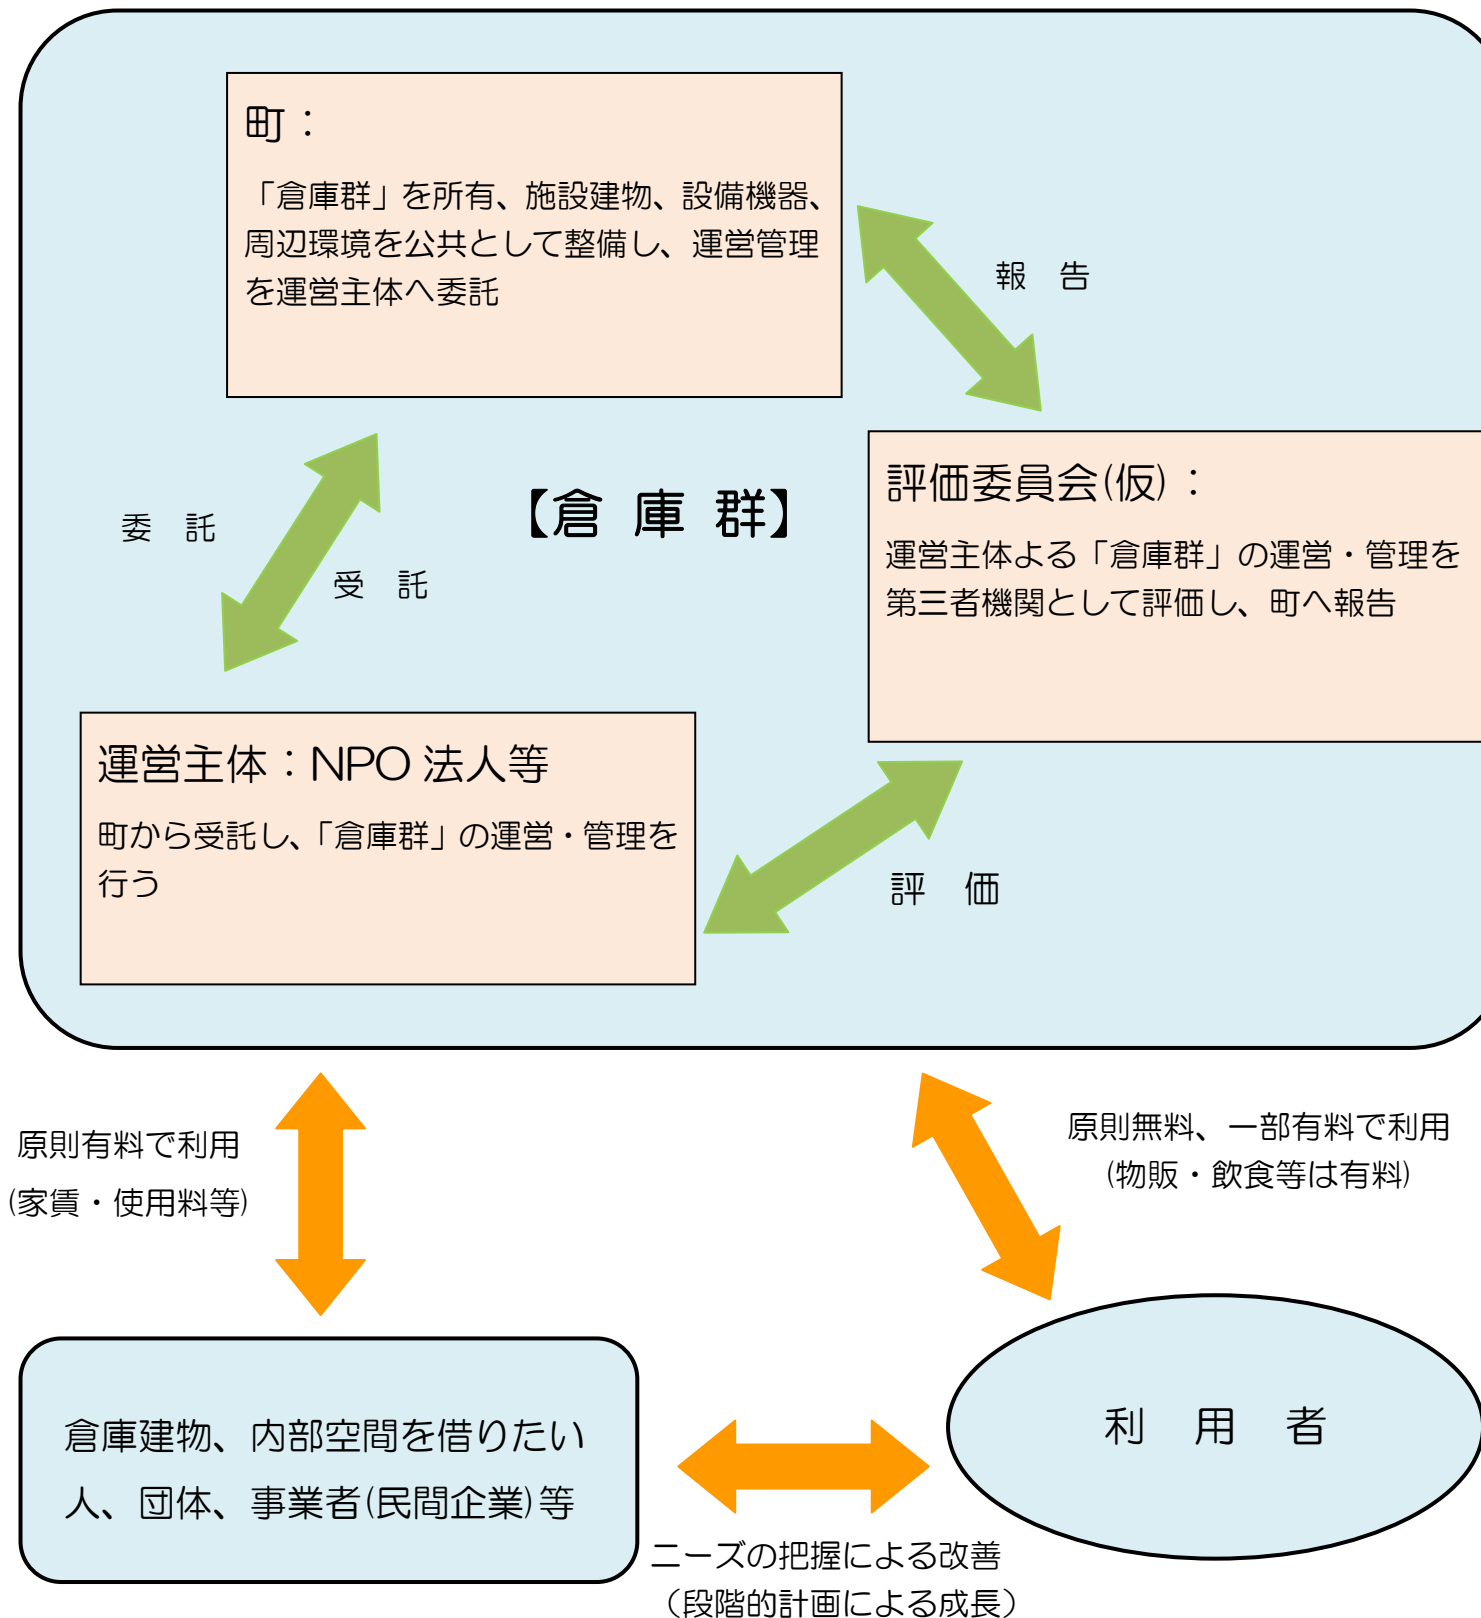 町：
「倉庫群」を所有、施設建物、設備機器、
周辺環境を公共として整備し、運営管理
を運営主体へ委託
報　告
【倉 庫 群】
委　託
受　託
評価委員会(仮)：
運営主体よる「倉庫群」の運営・管理を
第三者機関として評価し、町へ報告
運営主体：NPO 法人等
町から受託し、「倉庫群」の運営・管理を
行う
評　価
原則有料で利用
(家賃・使用料等)
原則無料、一部有料で利用
(物販・飲食等は有料)
倉庫建物、内部空間を借りたい
人、団体、事業者(民間企業)等
利　用　者
ニーズの把握による改善
（段階的計画による成長）